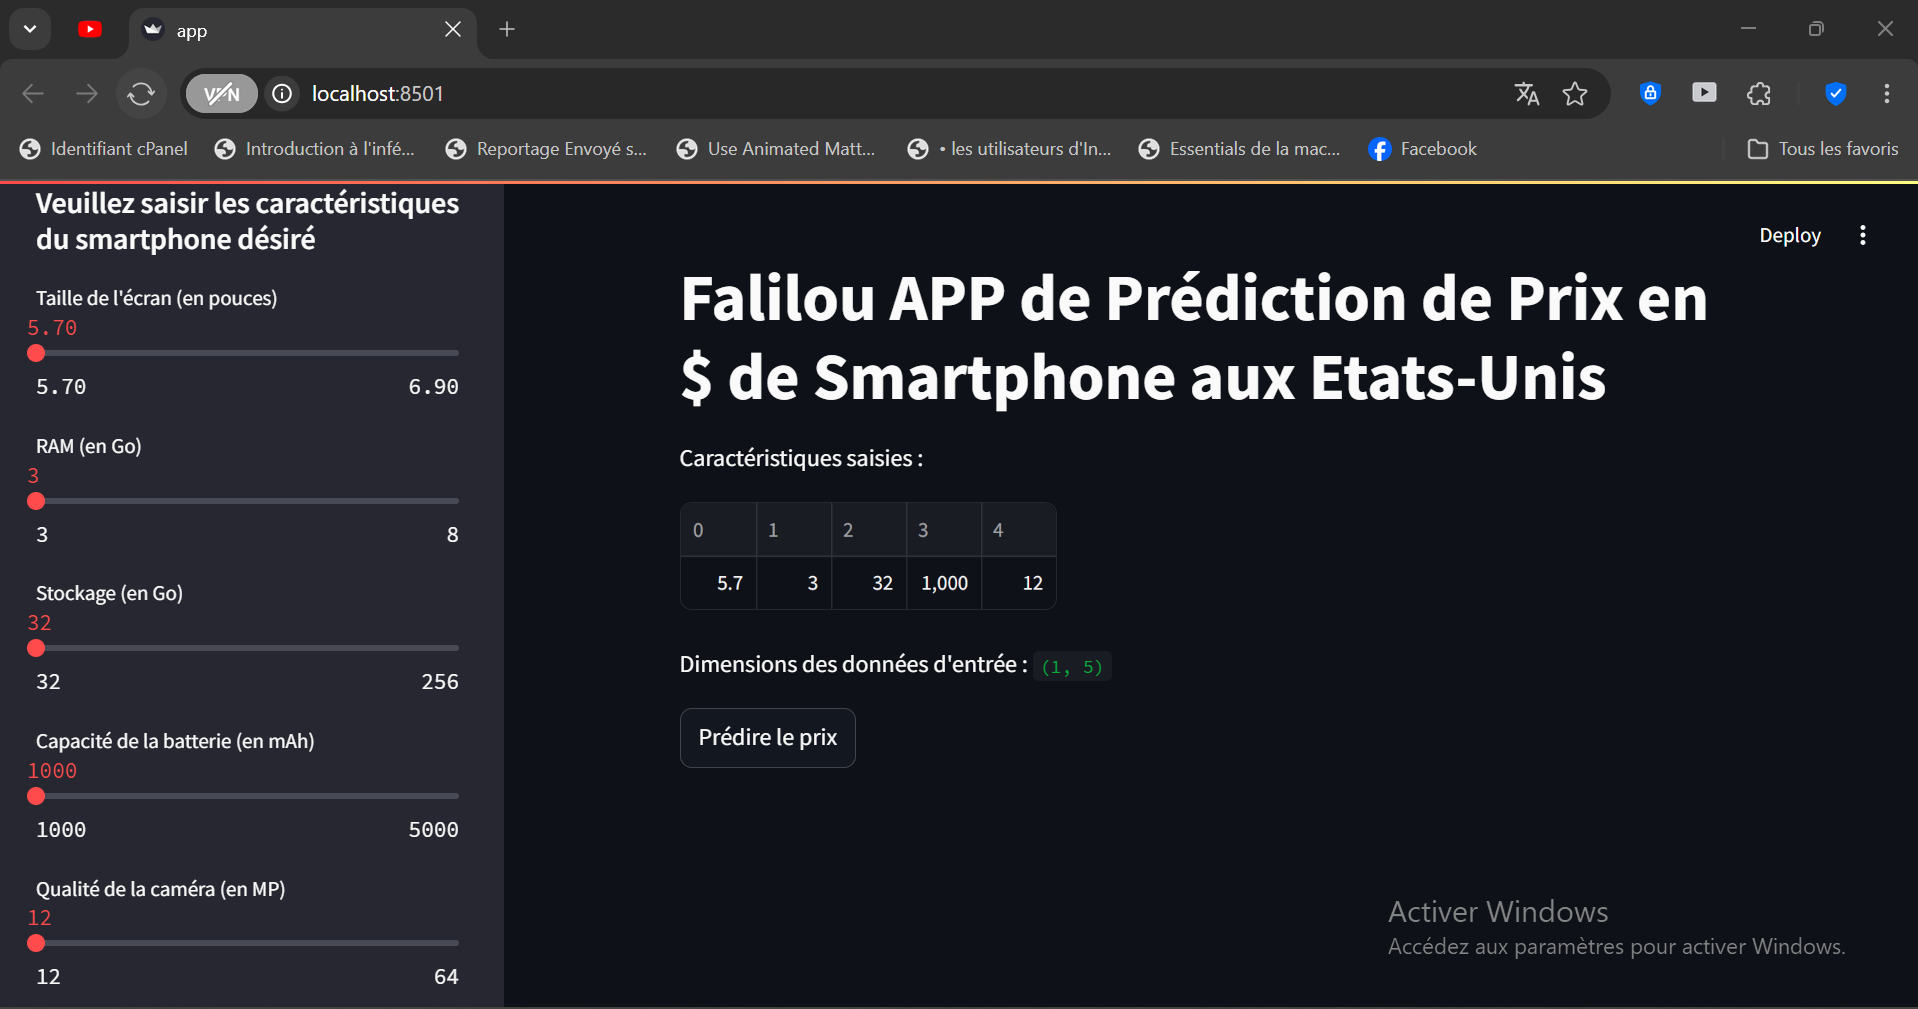 app
VPN
localhost:8501
Identifiant cPanel
Introduction à l'infé...
Reportage Envoyé s...
Use Animated Matt...
• les utilisateurs d'In...
Essentials de la mac...
Facebook
Tous les favoris
Veuillez saisir les caractéristiques
du smartphone désiré
Taille de l'écran (en pouces)
5.70
5.70 6.90
RAM (en Go)
3
3 8
Stockage (en Go)
32
32 256
Capacité de la batterie (en mAh)
1000
1000 5000
Qualité de la caméra (en MP)
12
12 64
Deploy
Falilou APP de Prédiction de Prix en
$ de Smartphone aux Etats-Unis
Caractéristiques saisies :
0 1 2 3 4
5.7 3 32 1,000 12
Dimensions des données d'entrée : (1, 5)
Prédire le prix
Activer Windows
Accédez aux paramètres pour activer Windows.